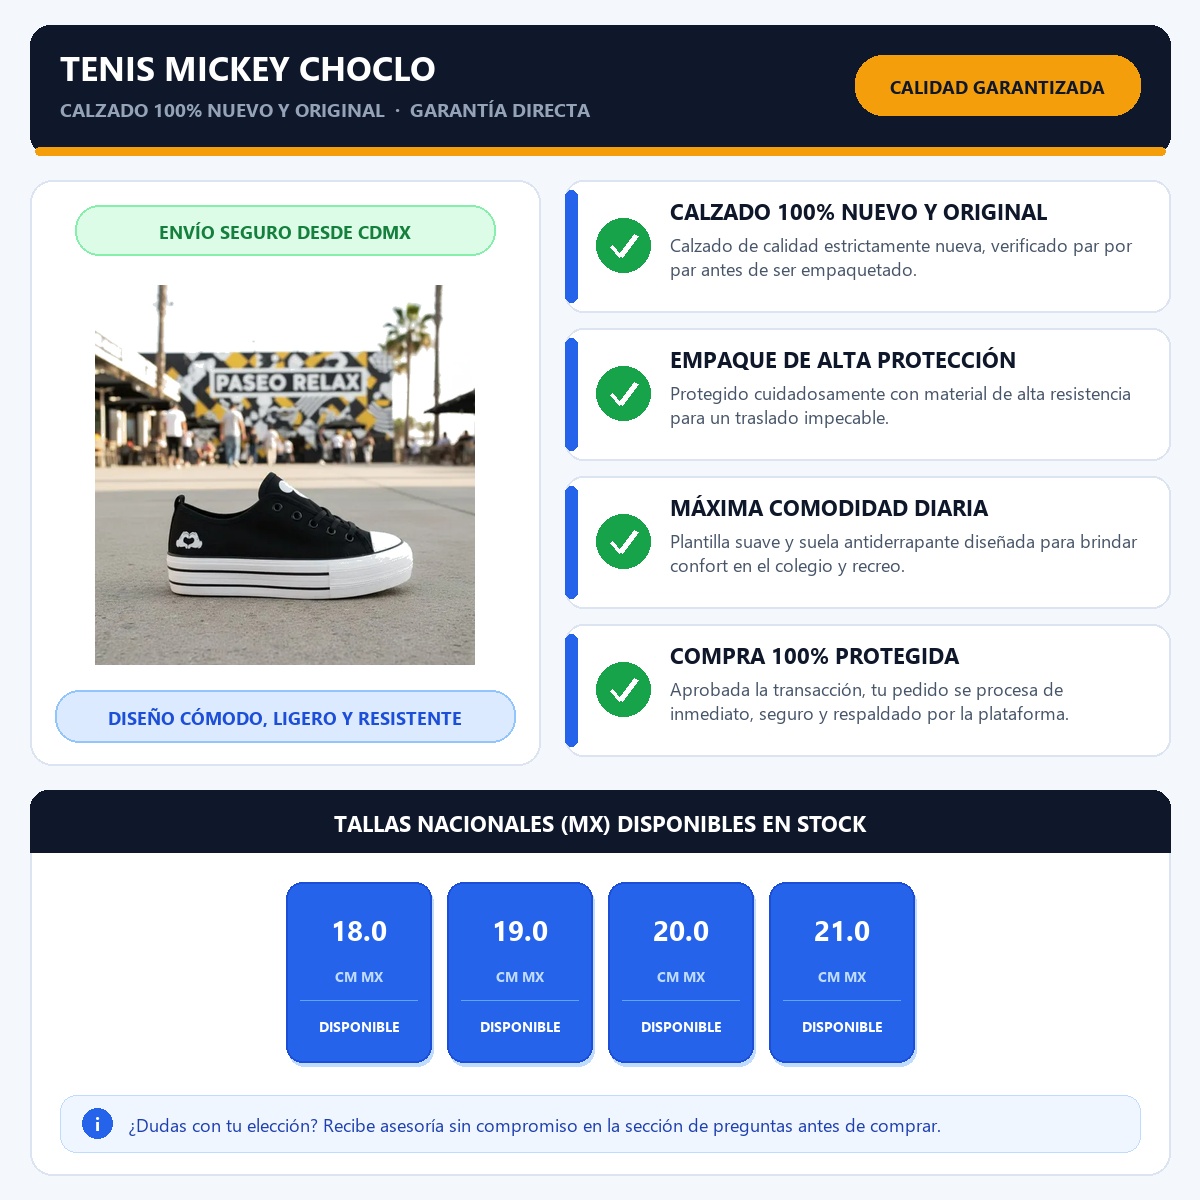 TENIS MICKEY CHOCLO
CALZADO 100% NUEVO Y ORIGINAL · GARANTÍA DIRECTA
CALIDAD GARANTIZADA
ENVÍO SEGURO DESDE CDMX
PASEO RELAX
DISEÑO CÓMODO, LIGERO Y RESISTENTE
CALZADO 100% NUEVO Y ORIGINAL
Calzado de calidad estrictamente nueva, verificado par por
par antes de ser empaquetado.
EMPAQUE DE ALTA PROTECCIÓN
Protegido cuidadosamente con material de alta resistencia
para un traslado impecable.
MÁXIMA COMODIDAD DIARIA
Plantilla suave y suela antiderrapante diseñada para brindar
confort en el colegio y recreo.
COMPRA 100% PROTEGIDA
Aprobada la transacción, tu pedido se procesa de
inmediato, seguro y respaldado por la plataforma.
TALLAS NACIONALES (MX) DISPONIBLES EN STOCK
18.0
CM MX
DISPONIBLE
19.0
CM MX
DISPONIBLE
20.0
CM MX
DISPONIBLE
21.0
CM MX
DISPONIBLE
¿Dudas con tu elección? Recibe asesoría sin compromiso en la sección de preguntas antes de comprar.